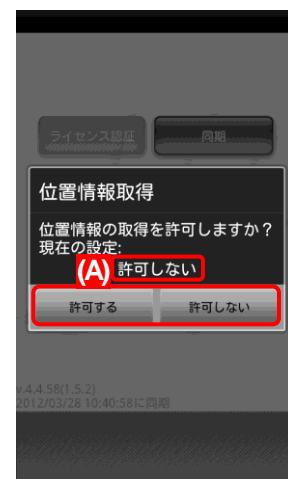 ライセンス認証 同期
位置情報取得
位置情報の取得を許可しますか?
現在の設定:
(A) 許可しない
許可する 許可しない
v.4.4.58(1.5.2)
2012/03/28 10:40:58に同期